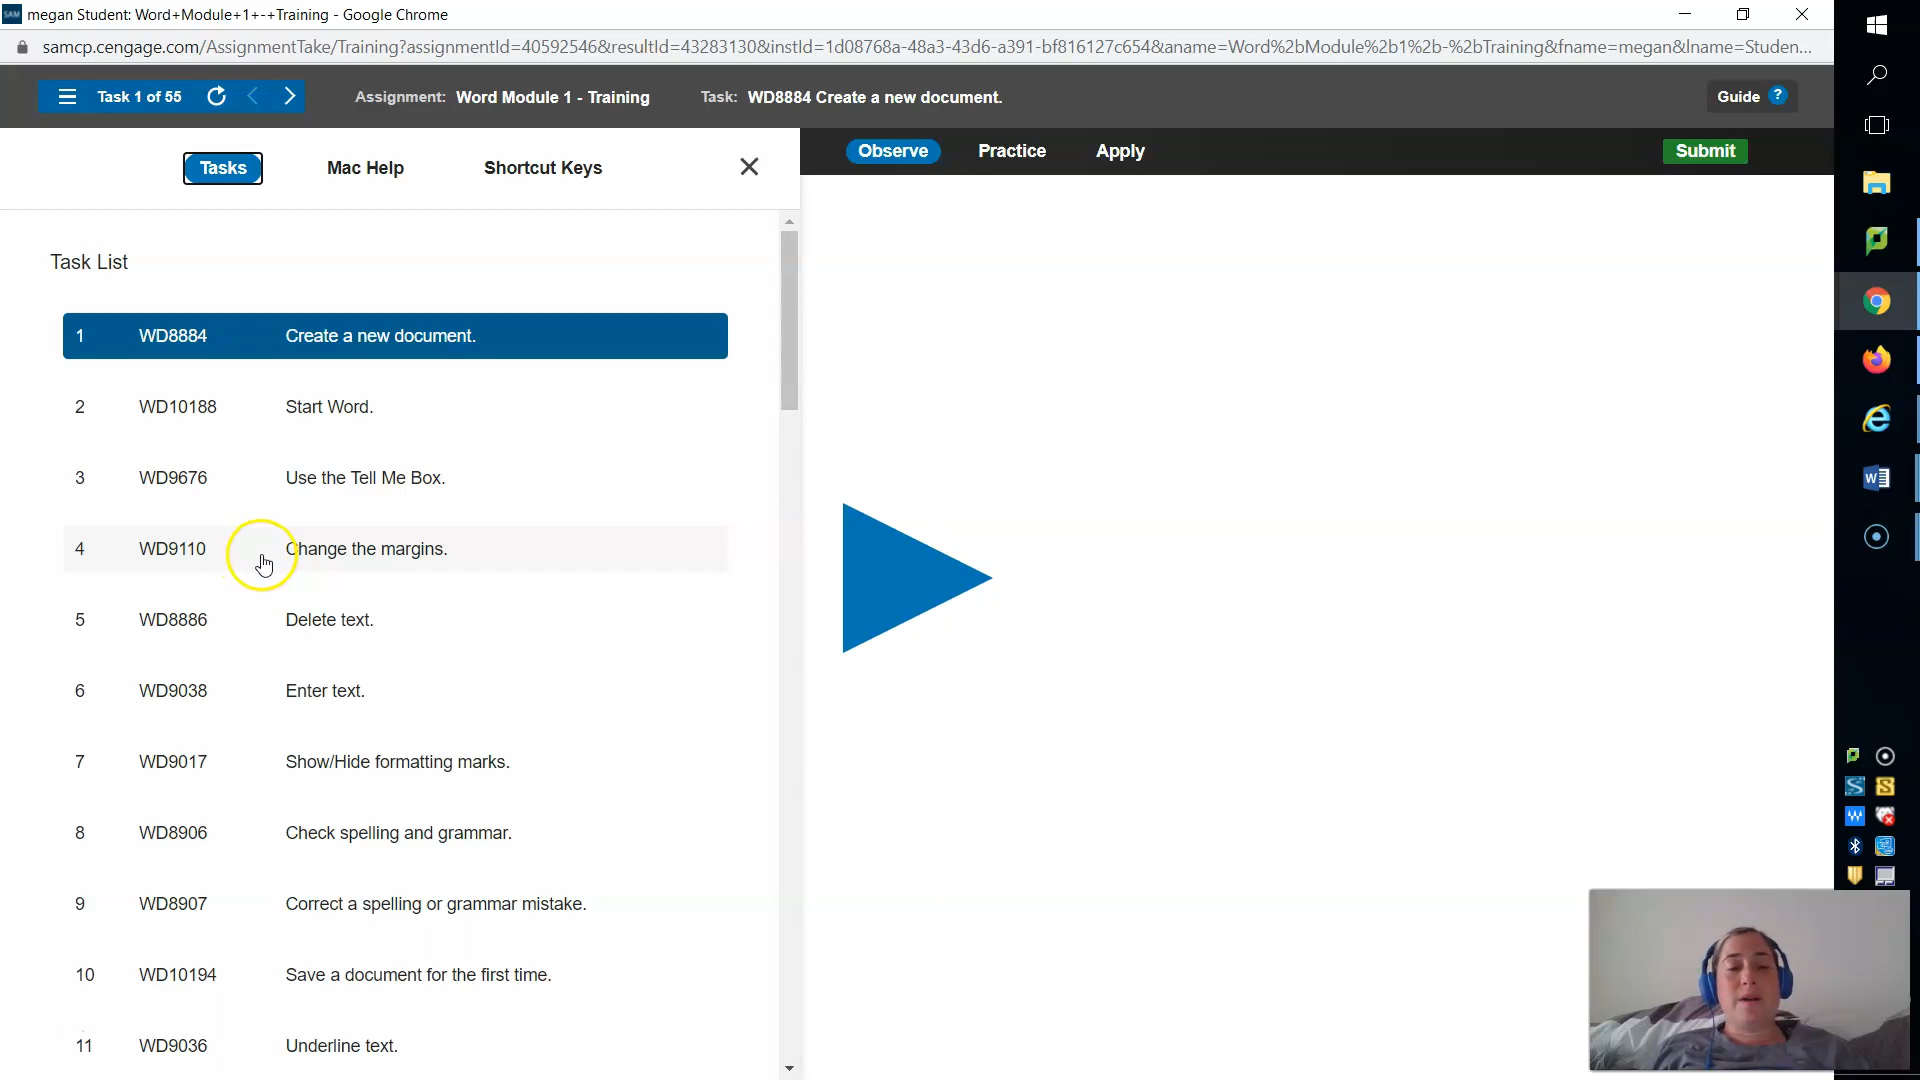 megan Student: Word+Module+1+-+Training - Google Chrome
samcp.cengage.com/AssignmentTake/Training?assignmentId=40592546&resultId=43283130&instId=1d08768a-48a3-43d6-a391-bf816127c654&aname=Word%2bModule%2b1%2b-%2bTraining&fname=megan&lname=Studen...
Task 1 of 55
Assignment: Word Module 1 - Training
Task: WD8884 Create a new document.
Guide ?
Tasks
Mac Help
Shortcut Keys
Observe
Practice
Apply
Submit
Task List
1 WD8884 Create a new document.
2 WD10188 Start Word.
3 WD9676 Use the Tell Me Box.
4 WD9110 Change the margins.
5 WD8886 Delete text.
6 WD9038 Enter text.
7 WD9017 Show/Hide formatting marks.
8 WD8906 Check spelling and grammar.
9 WD8907 Correct a spelling or grammar mistake.
10 WD10194 Save a document for the first time.
11 WD9036 Underline text.